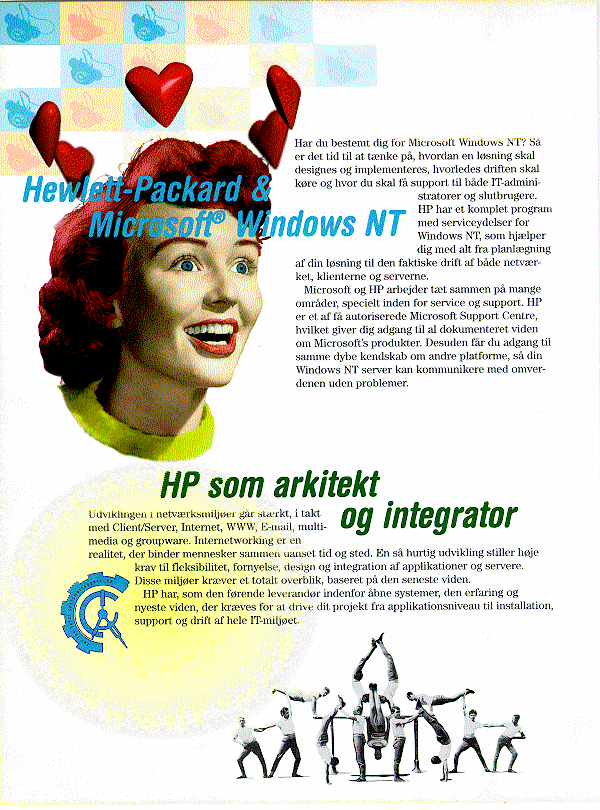 Hewlett-Packard &
Microsoft® Windows NT
Har du bestemt dig for Microsoft Windows NT? Så
er det tid til at tænke på, hvordan en løsning skal
designes og implementeres, hvorledes driften skal
køre og hvor du skal få support til både IT-admini-
stratorer og slutbrugere.
HP har et komplet program
med serviceydelser for
Windows NT, som hjælper
dig med alt fra planlægning
af din løsning til den faktiske drift af både netvær-
ket, klienterne og serverne.
Microsoft og HP arbejder tæt sammen på mange
områder, specielt inden for service og support. HP
er et af få autoriserede Microsoft Support Centre,
hvilket giver dig adgang til al dokumenteret viden
om Microsoft's produkter. Desuden får du adgang til
samme dybe kendskab om andre platforme, så din
Windows NT server kan kommunikere med omver-
denen uden problemer.
HP som arkitekt
og integrator
Udviklingen i netværksmiljøer går stærkt, i takt
med Client/Server, Internet, WWW, E-mail, multi-
media og groupware. Internetworking er en
realitet, der binder mennesker sammen uanset tid og sted. En så hurtig udvikling stiller høje
krav til fleksibilitet, fornyelse, design og integration af applikationer og servere.
Disse miljøer kræver et totalt overblik, baseret på den seneste viden.
HP har, som den førende leverandør indenfor åbne systemer, den erfaring og
nyeste viden, der kræves for at drive dit projekt fra applikationsniveau til installation,
support og drift af hele IT-miljøet.